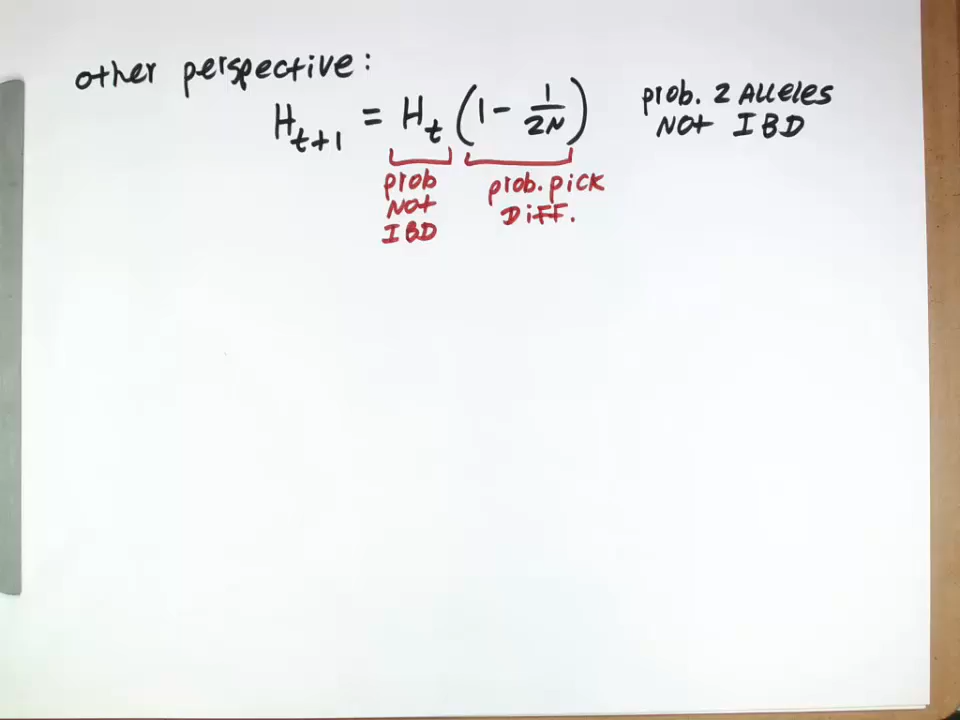 other perspective:
H_{t+1} = H_t (1 - 1/2N)
prob. 2 Alleles
Not IBD
prob
Not
IBD
prob. pick
Diff.